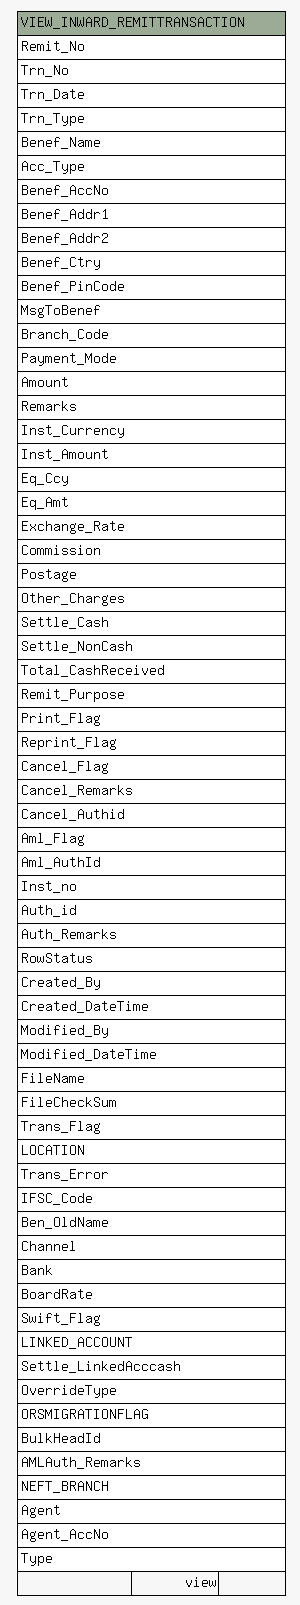 VIEW_INWARD_REMITTRANSACTION
Remit_No
Trn_No
Trn_Date
Trn_Type
Benef_Name
Acc_Type
Benef_AccNo
Benef_Addr1
Benef_Addr2
Benef_Ctry
Benef_PinCode
MsgToBenef
Branch_Code
Payment_Mode
Amount
Remarks
Inst_Currency
Inst_Amount
Eq_Ccy
Eq_Amt
Exchange_Rate
Commission
Postage
Other_Charges
Settle_Cash
Settle_NonCash
Total_CashReceived
Remit_Purpose
Print_Flag
Reprint_Flag
Cancel_Flag
Cancel_Remarks
Cancel_Authid
Aml_Flag
Aml_AuthId
Inst_no
Auth_id
Auth_Remarks
RowStatus
Created_By
Created_DateTime
Modified_By
Modified_DateTime
FileName
FileCheckSum
Trans_Flag
LOCATION
Trans_Error
IFSC_Code
Ben_OldName
Channel
Bank
BoardRate
Swift_Flag
LINKED_ACCOUNT
Settle_LinkedAcccash
OverrideType
ORSMIGRATIONFLAG
BulkHeadId
AMLAuth_Remarks
NEFT_BRANCH
Agent
Agent_AccNo
Type
view